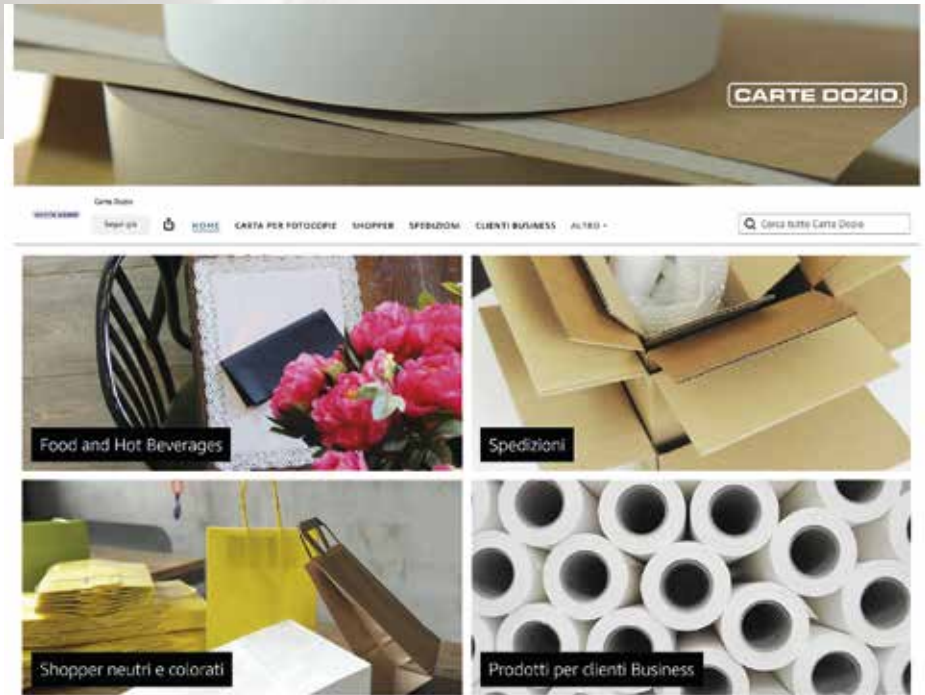 CARTE DOZIO
Carte Dozio
HOME CARTA PER FOTOCOPIE SHOPPER SPEDIZIONI CLIENTI BUSINESS ALTRO
Cerca tutto Carte Dozio
Food and Hot Beverages
Spedizioni
Shopper neutri e colorati
Prodotti per clienti Business